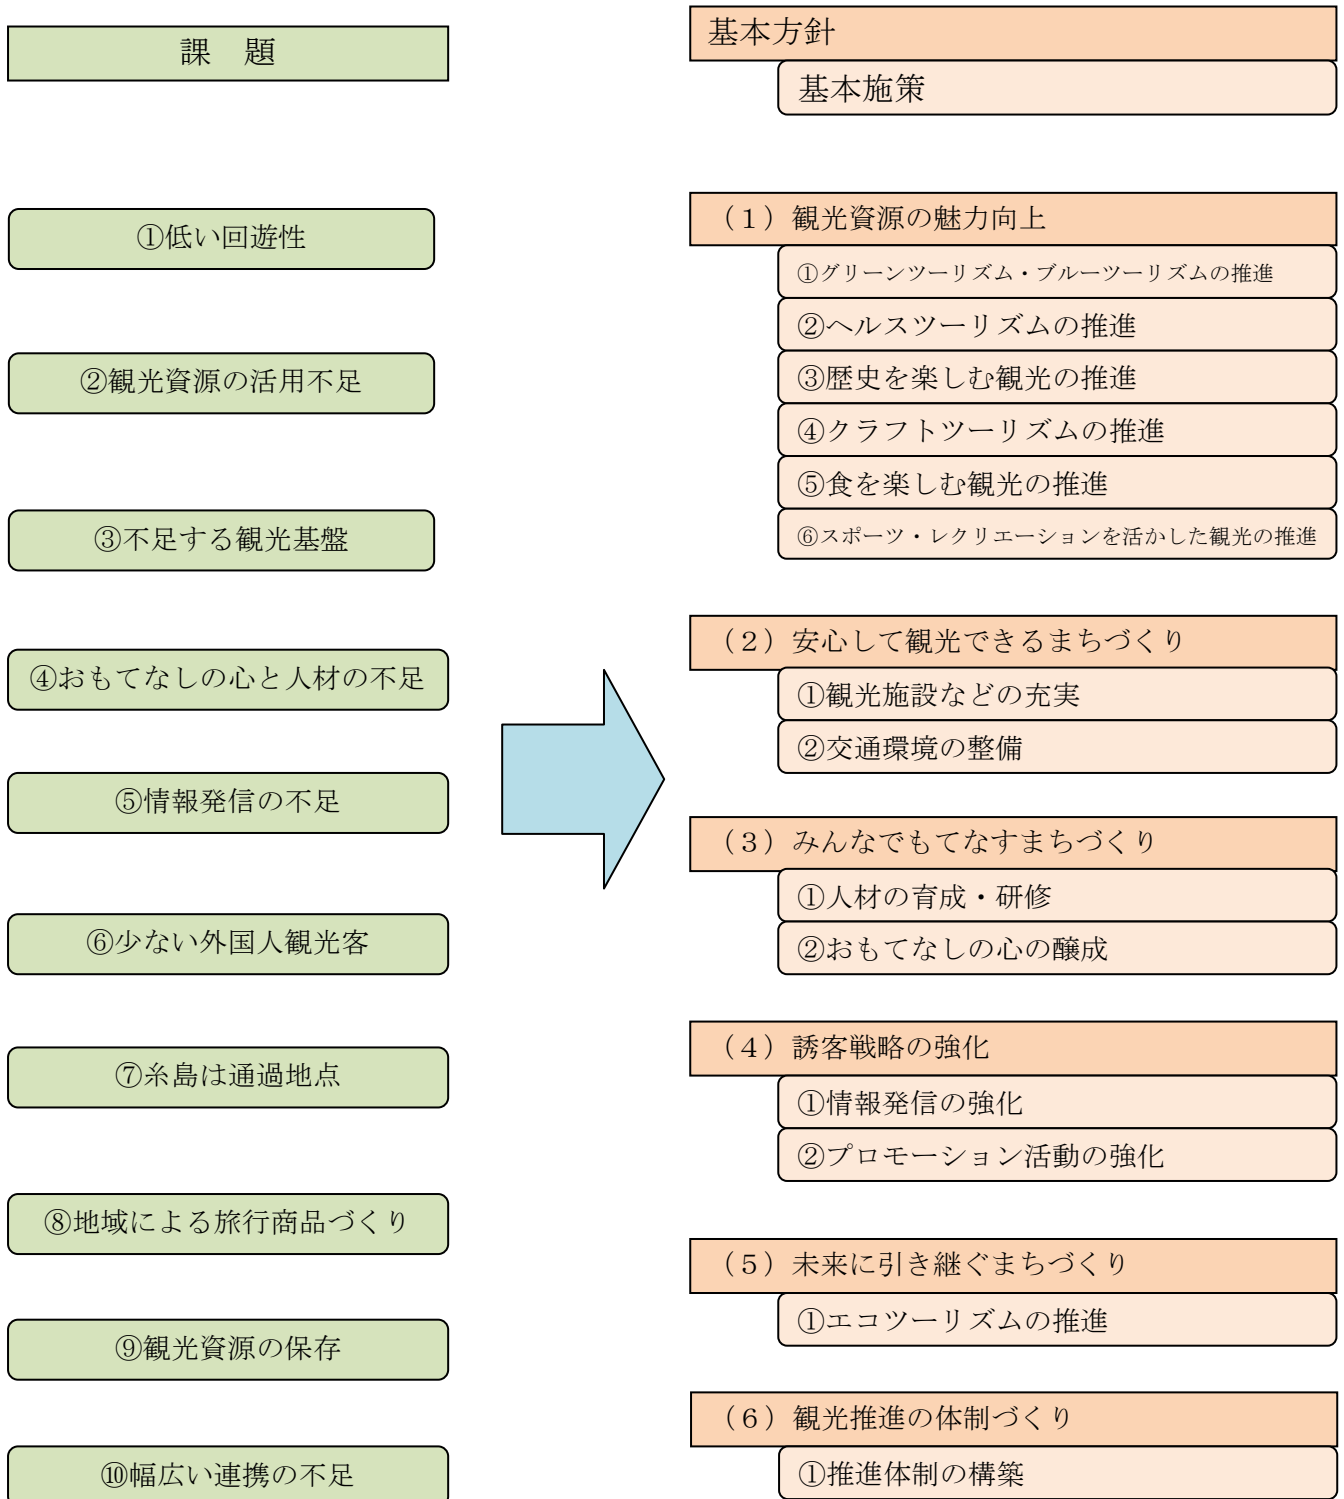 課　題
①低い回遊性
②観光資源の活用不足
③不足する観光基盤
④おもてなしの心と人材の不足
⑤情報発信の不足
⑥少ない外国人観光客
⑦糸島は通過地点
⑧地域による旅行商品づくり
⑨観光資源の保存
⑩幅広い連携の不足
基本方針
基本施策
（１）観光資源の魅力向上
①グリーンツーリズム・ブルーツーリズムの推進
②ヘルスツーリズムの推進
③歴史を楽しむ観光の推進
④クラフトツーリズムの推進
⑤食を楽しむ観光の推進
⑥スポーツ・レクリエーションを活かした観光の推進
（２）安心して観光できるまちづくり
①観光施設などの充実
②交通環境の整備
（３）みんなでもてなすまちづくり
①人材の育成・研修
②おもてなしの心の醸成
（４）誘客戦略の強化
①情報発信の強化
②プロモーション活動の強化
（５）未来に引き継ぐまちづくり
①エコツーリズムの推進
（６）観光推進の体制づくり
①推進体制の構築